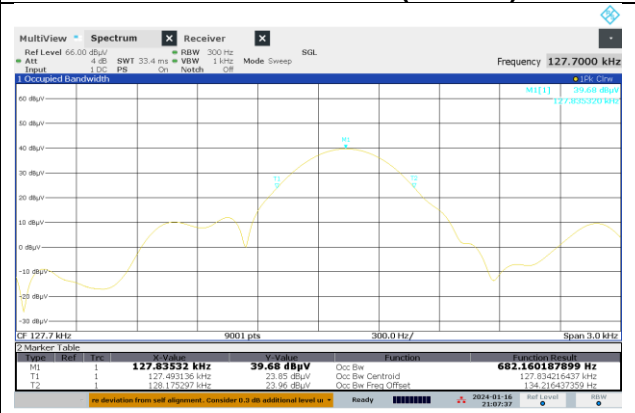 MultiView Spectrum X Receiver X
Ref Level 66.00 dBµV RBW 300 Hz SGL
Att 4 dB SWT 33.4 ms VBW 1 kHz Mode Sweep Frequency 127.7000 kHz
Input 1 DC PS On Notch Off
1 Occupied Bandwidth 1Pk Clrw
M1[1] 39.68 dBµV
127.835320 kHz
60 dBµV
50 dBµV
M1
40 dBµV
30 dBµV
T1 T2
20 dBµV
10 dBµV
0 dBµV
-10 dBµV
-20 dBµV
-30 dBµV
CF 127.7 kHz 9001 pts 300.0 Hz/ Span 3.0 kHz
2 Marker Table
Type Ref Trc X-Value Y-Value Function Function Result
M1 1 127.83532 kHz 39.68 dBµV Occ Bw 682.160187899 Hz
T1 1 127.493136 kHz 23.85 dBµV Occ Bw Centroid 127.834216437 kHz
T2 1 128.175297 kHz 23.96 dBµV Occ Bw Freq Offset 134.216437359 Hz
re deviation from self alignment. Consider 0.3 dB additional level u Ready 2024-01-16 Ref Level RBW
21:07:37